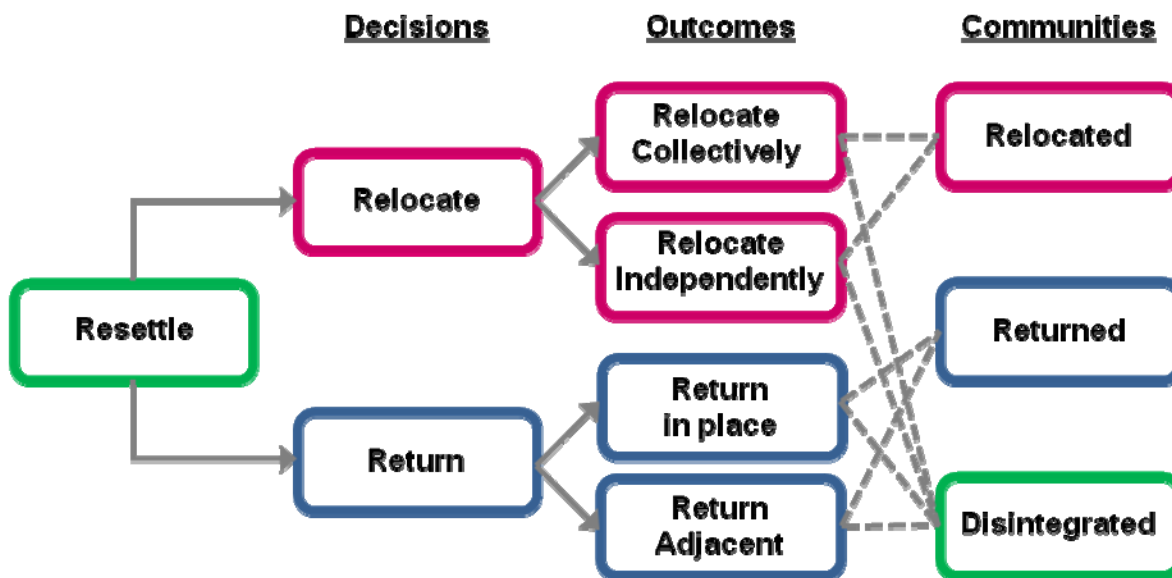 Decisions
Outcomes
Communities
Relocate
Collectively
Relocated
Relocate
Relocate
Independently
Resettle
Returned
Return
in place
Return
Return
Adjacent
Disintegrated